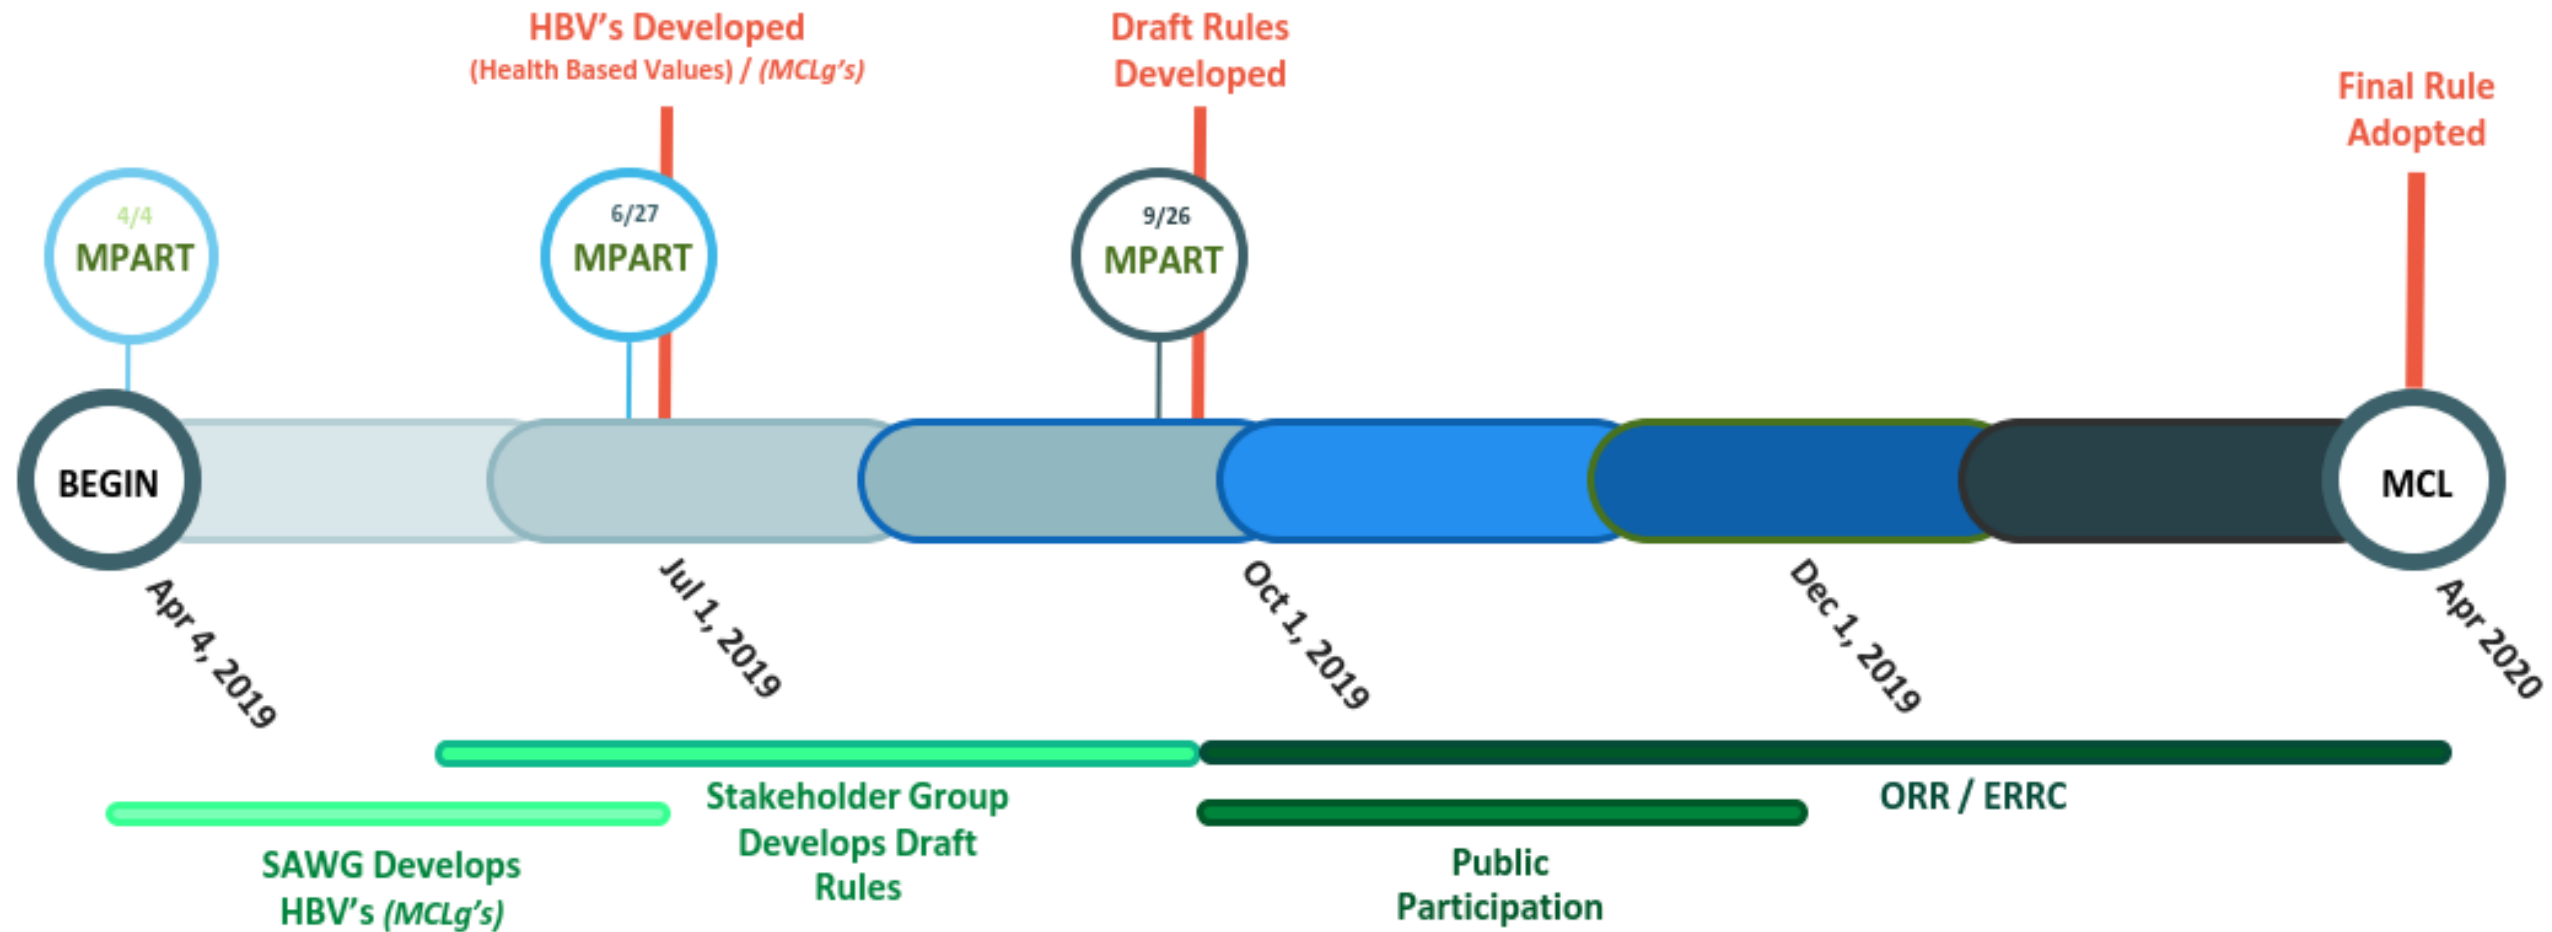 HBV's Developed
(Health Based Values) / (MCLg's)
Draft Rules
Developed
Final Rule
Adopted
4/4
MPART
6/27
MPART
9/26
MPART
BEGIN
MCL
Apr 4, 2019
Jul 1, 2019
Oct 1, 2019
Dec 1, 2019
Apr 2020
Stakeholder Group
Develops Draft
Rules
ORR / ERRC
SAWG Develops
HBV's (MCLg's)
Public
Participation